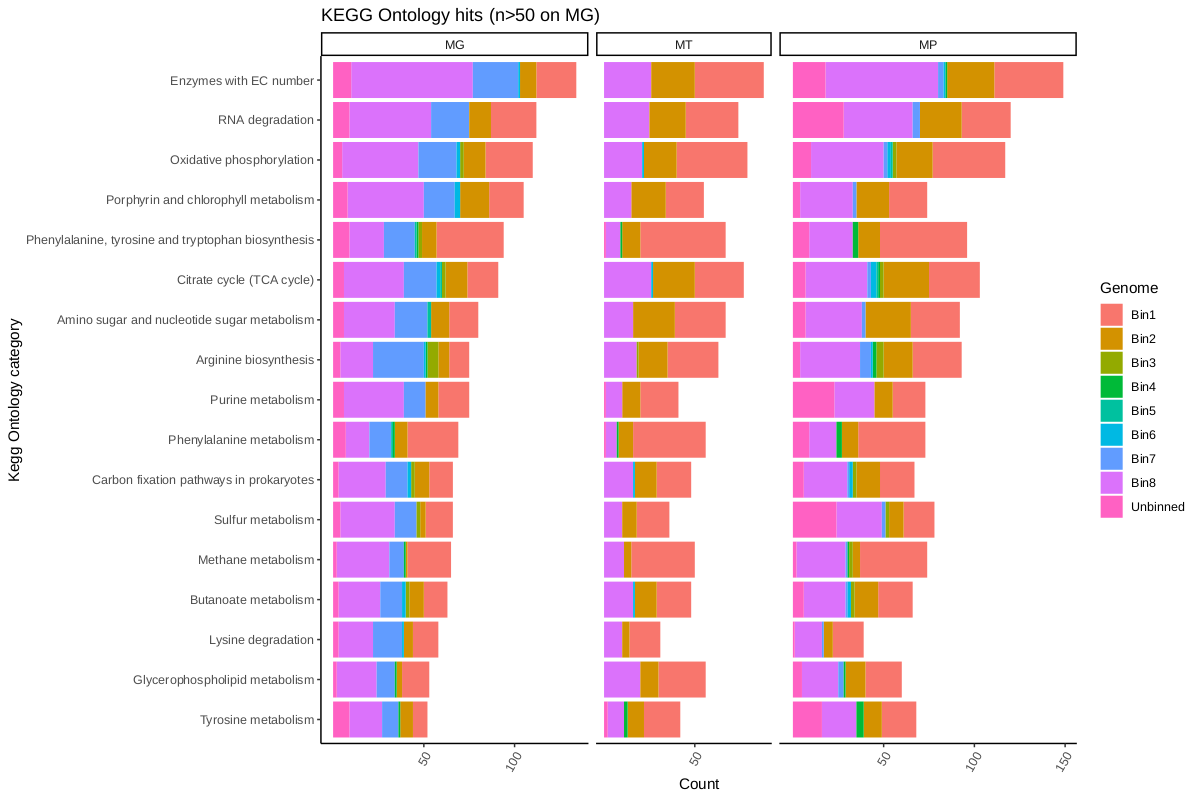 KEGG Ontology hits (n>50 on MG)
MG
MT
MP
Enzymes with EC number
RNA degradation
Oxidative phosphorylation
Porphyrin and chlorophyll metabolism
Phenylalanine, tyrosine and tryptophan biosynthesis
Citrate cycle (TCA cycle)
Amino sugar and nucleotide sugar metabolism
Arginine biosynthesis
Purine metabolism
Phenylalanine metabolism
Carbon fixation pathways in prokaryotes
Sulfur metabolism
Methane metabolism
Butanoate metabolism
Lysine degradation
Glycerophospholipid metabolism
Tyrosine metabolism
Kegg Ontology category
50
100
50
50
100
150
Count
Genome
Bin1
Bin2
Bin3
Bin4
Bin5
Bin6
Bin7
Bin8
Unbinned